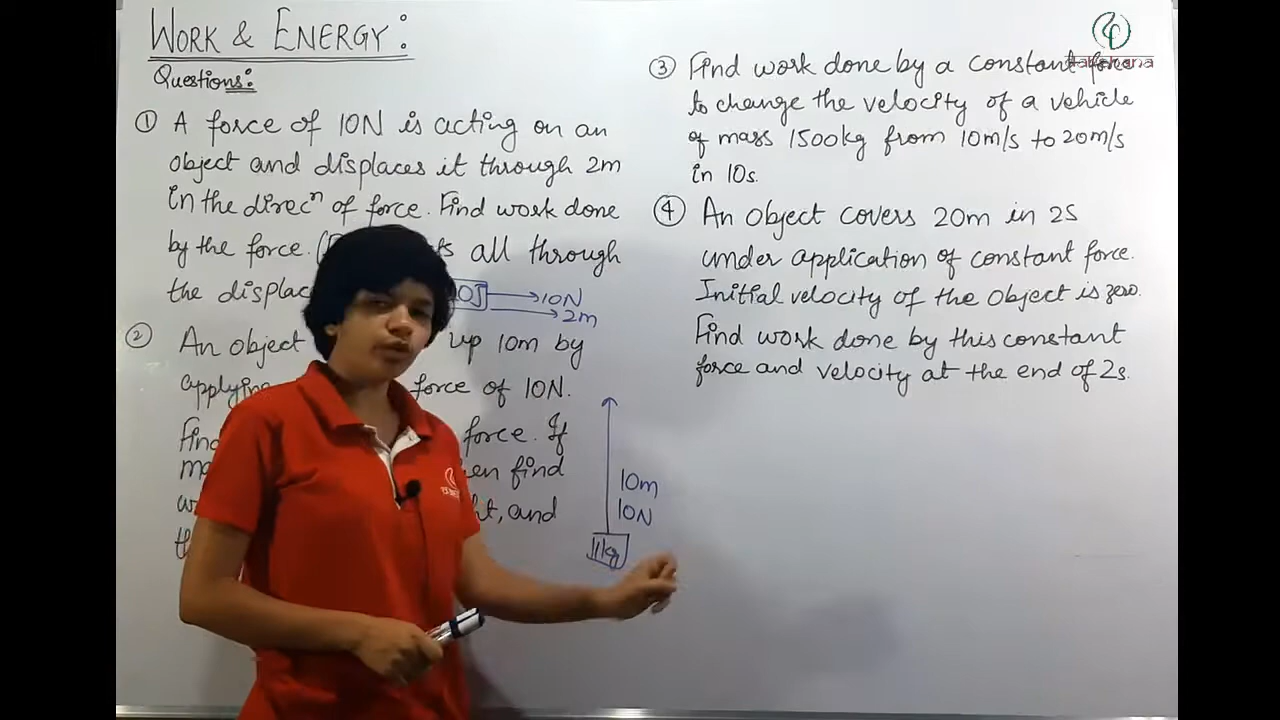 WORK & ENERGY:
Questions:
① A force of 10N is acting on an
object and displaces it through 2m
in the direcⁿ of force. Find work done
by the force. ( all through
the displac
10N
2m
② An object up 10m by
applying force of 10N.
Find force. If
find
and
10m
10N
1kg
③ Find work done by a constant force
to change the velocity of a vehicle
of mass 1500kg from 10m/s to 20m/s
in 10s.
④ An object covers 20m in 2s
under application of constant force.
Initial velocity of the object is zero.
Find work done by this constant
force and velocity at the end of 2s.